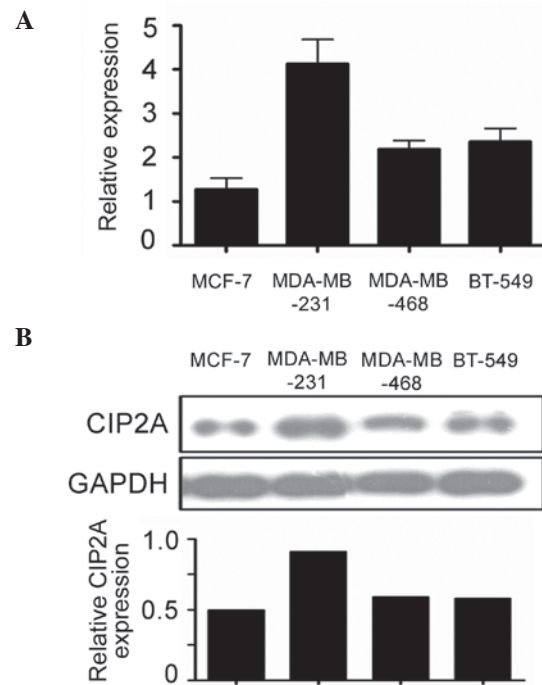 A
Relative expression
5
4
3
2
1
0
MCF-7
MDA-MB
-231
MDA-MB
-468
BT-549
B
MCF-7
MDA-MB
-231
MDA-MB
-468
BT-549
CIP2A
GAPDH
Relative CIP2A
expression
1.0
0.5
0